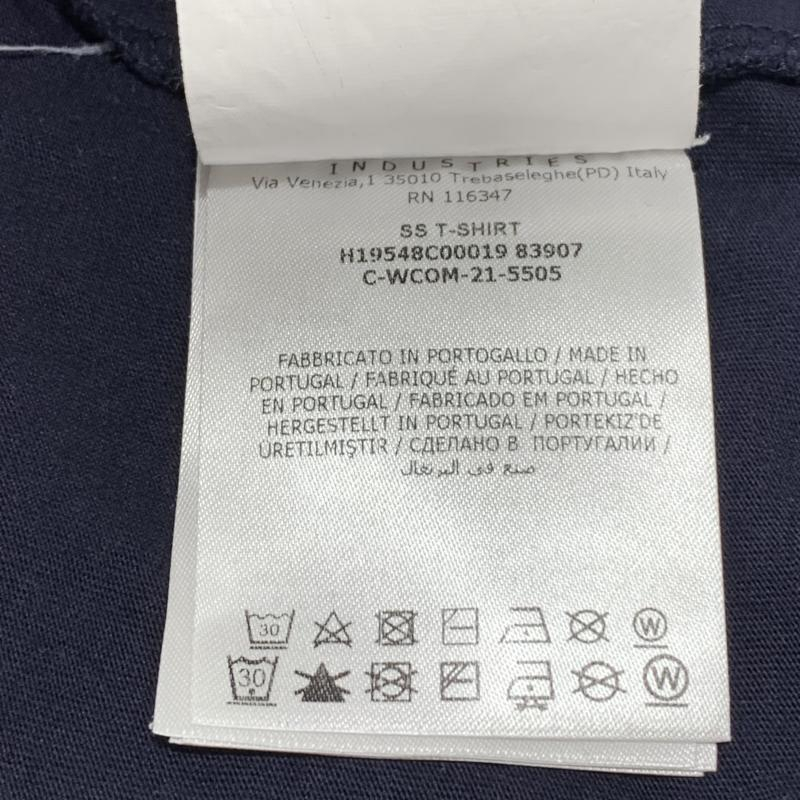 INDUSTRIES
Via Venezia,1 35010 Trebaseleghe(PD) Italy
RN 116347
SS T-SHIRT
H19548C00019 83907
C-WCOM-21-5505
FABBRICATO IN PORTOGALLO / MADE IN
PORTUGAL / FABRIQUÉ AU PORTUGAL / HECHO
EN PORTUGAL / FABRICADO EM PORTUGAL /
HERGESTELLT IN PORTUGAL / PORTEKIZ'DE
ÜRETILMIŞTIR / СДЕЛАНО В ПОРТУГАЛИИ /
صنع في البرتغال
30 W
30 P W